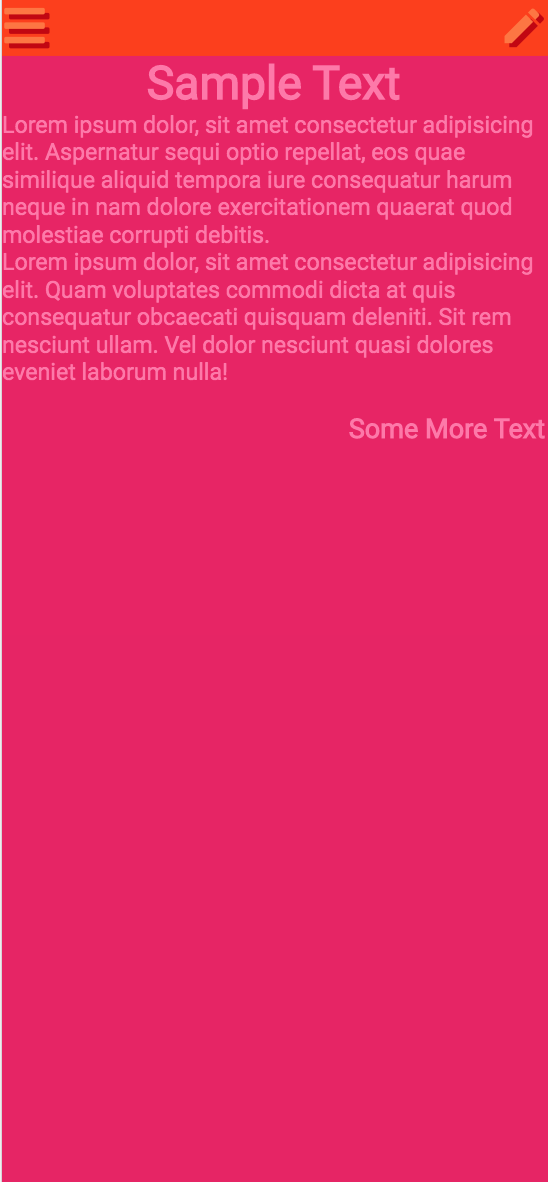 Sample Text
Lorem ipsum dolor, sit amet consectetur adipisicing
elit. Aspernatur sequi optio repellat, eos quae
similique aliquid tempora iure consequatur harum
neque in nam dolore exercitationem quaerat quod
molestiae corrupti debitis.
Lorem ipsum dolor, sit amet consectetur adipisicing
elit. Quam voluptates commodi dicta at quis
consequatur obcaecati quisquam deleniti. Sit rem
nesciunt ullam. Vel dolor nesciunt quasi dolores
eveniet laborum nulla!
Some More Text